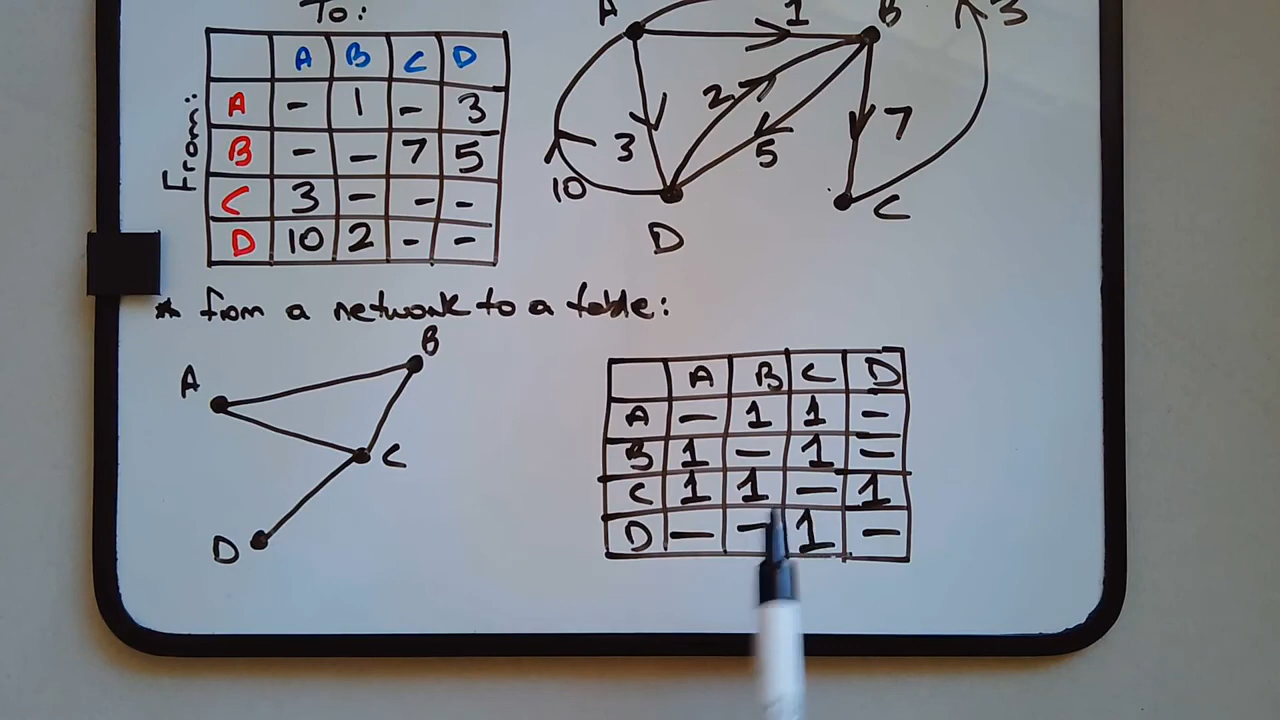 To:
A B C D
From:
A - 1 - 3
B - - 7 5
C 3 - - -
D 10 2 - -
A 1 B 3
2 7
3 5
10
C
D
* from a network to a table:
B
A
C
D
A B C D
A - 1 1 -
B 1 - 1 -
C 1 1 - 1
D - - 1 -